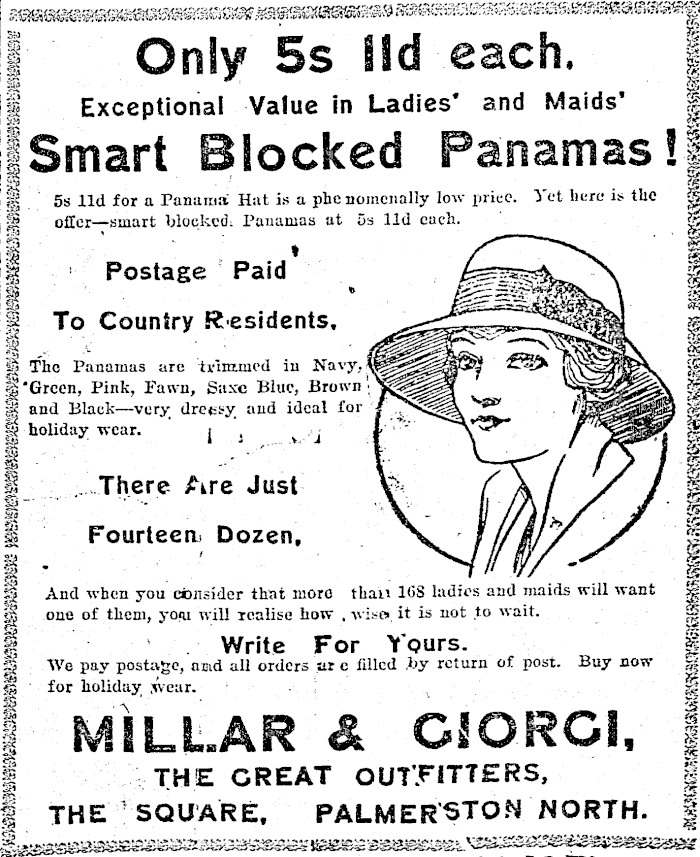 Only 5s 11d each.
Exceptional Value in Ladies' and Maids'
Smart Blocked Panamas!
5s 11d for a Panama Hat is a phenomenally low price. Yet here is the
offer—smart blocked Panamas at 5s 11d each.
Postage Paid
To Country Residents.
The Panamas are trimmed in Navy,
Green, Pink, Fawn, Saxe Blue, Brown
and Black—very dressy and ideal for
holiday wear.
There Are Just
Fourteen Dozen.
And when you consider that more than 168 ladies and maids will want
one of them, you will realise how wise it is not to wait.
Write For Yours.
We pay postage, and all orders are filled by return of post. Buy now
for holiday wear.
MILLAR & GIORGI,
THE GREAT OUTFITTERS,
THE SQUARE, PALMERSTON NORTH.